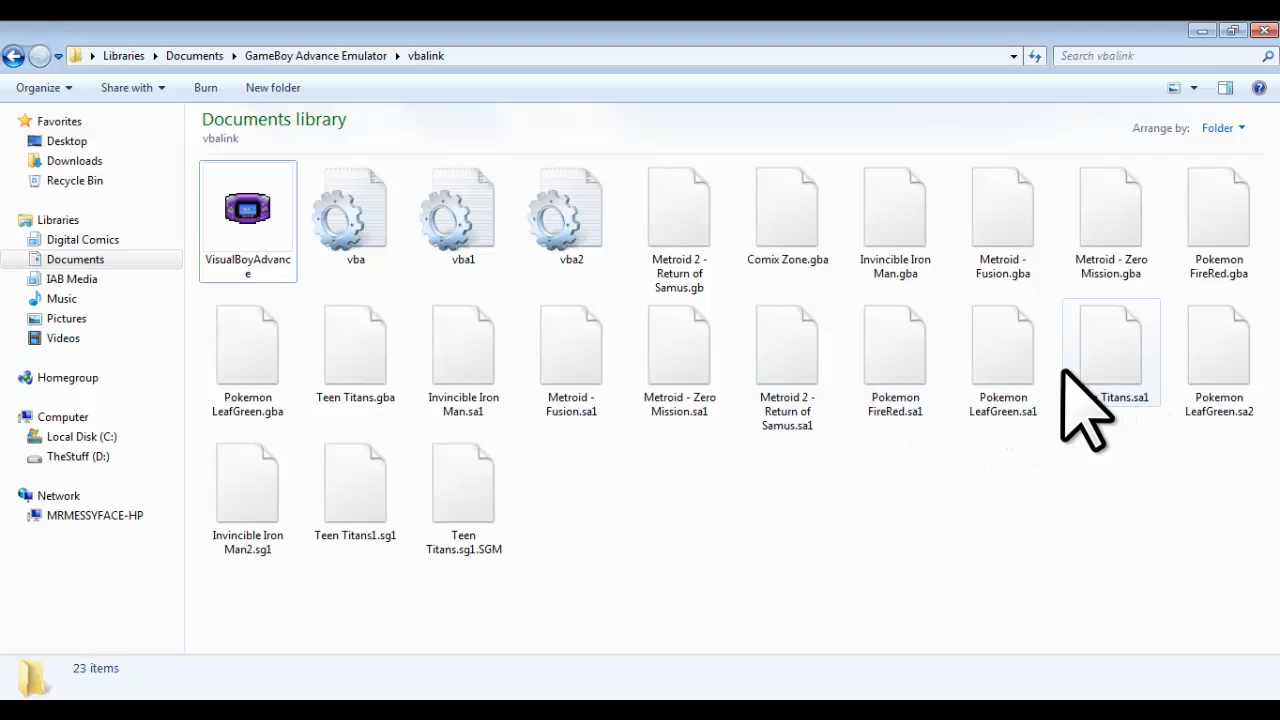 Libraries
Documents
GameBoy Advance Emulator
vbalink
Search vbalink
Organize
Share with
Burn
New folder
Favorites
Desktop
Downloads
Recycle Bin
Libraries
Digital Comics
Documents
IAB Media
Music
Pictures
Videos
Homegroup
Computer
Local Disk (C:)
TheStuff (D:)
Network
MRMESSYFACE-HP
Documents library
vbalink
Arrange by: Folder
VisualBoyAdvanc
e
vba
vba1
vba2
Metroid 2 -
Return of
Samus.gb
Comix Zone.gba
Invincible Iron
Man.gba
Metroid -
Fusion.gba
Metroid - Zero
Mission.gba
Pokemon
FireRed.gba
Pokemon
LeafGreen.gba
Teen Titans.gba
Invincible Iron
Man.sa1
Metroid -
Fusion.sa1
Metroid - Zero
Mission.sa1
Metroid 2 -
Return of
Samus.sa1
Pokemon
FireRed.sa1
Pokemon
LeafGreen.sa1
Titans.sa1
Pokemon
LeafGreen.sa2
Invincible Iron
Man2.sg1
Teen Titans1.sg1
Teen
Titans.sg1.SGM
23 items